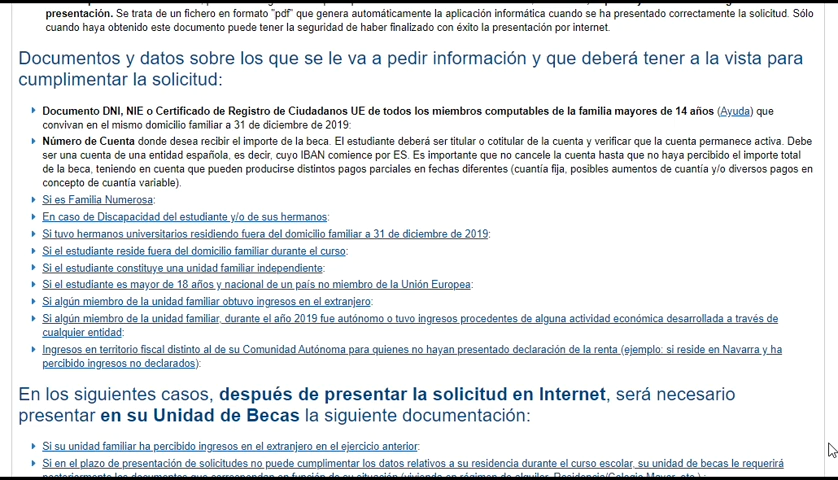 presentación. Se trata de un fichero en formato "pdf" que genera automáticamente la aplicación informática cuando se ha presentado correctamente la solicitud. Sólo
cuando haya obtenido este documento puede tener la seguridad de haber finalizado con éxito la presentación por internet.
Documentos y datos sobre los que se le va a pedir información y que deberá tener a la vista para
cumplimentar la solicitud:
Documento DNI, NIE o Certificado de Registro de Ciudadanos UE de todos los miembros computables de la familia mayores de 14 años (Ayuda) que
convivan en el mismo domicilio familiar a 31 de diciembre de 2019:
Número de Cuenta donde desea recibir el importe de la beca. El estudiante deberá ser titular o cotitular de la cuenta y verificar que la cuenta permanece activa. Debe
ser una cuenta de una entidad española, es decir, cuyo IBAN comience por ES. Es importante que no cancele la cuenta hasta que no haya percibido el importe total
de la beca, teniendo en cuenta que pueden producirse distintos pagos parciales en fechas diferentes (cuantía fija, posibles aumentos de cuantía y/o diversos pagos en
concepto de cuantía variable).
Si es Familia Numerosa:
En caso de Discapacidad del estudiante y/o de sus hermanos:
Si tuvo hermanos universitarios residiendo fuera del domicilio familiar a 31 de diciembre de 2019:
Si el estudiante reside fuera del domicilio familiar durante el curso:
Si el estudiante constituye una unidad familiar independiente:
Si el estudiante es mayor de 18 años y nacional de un país no miembro de la Unión Europea:
Si algún miembro de la unidad familiar obtuvo ingresos en el extranjero:
Si algún miembro de la unidad familiar, durante el año 2019 fue autónomo o tuvo ingresos procedentes de alguna actividad económica desarrollada a través de
cualquier entidad:
Ingresos en territorio fiscal distinto al de su Comunidad Autónoma para quienes no hayan presentado declaración de la renta (ejemplo: si reside en Navarra y ha
percibido ingresos no declarados):
En los siguientes casos, después de presentar la solicitud en Internet, será necesario
presentar en su Unidad de Becas la siguiente documentación:
Si su unidad familiar ha percibido ingresos en el extranjero en el ejercicio anterior:
Si en el plazo de presentación de solicitudes no puede cumplimentar los datos relativos a su residencia durante el curso escolar, su unidad de becas le requerirá